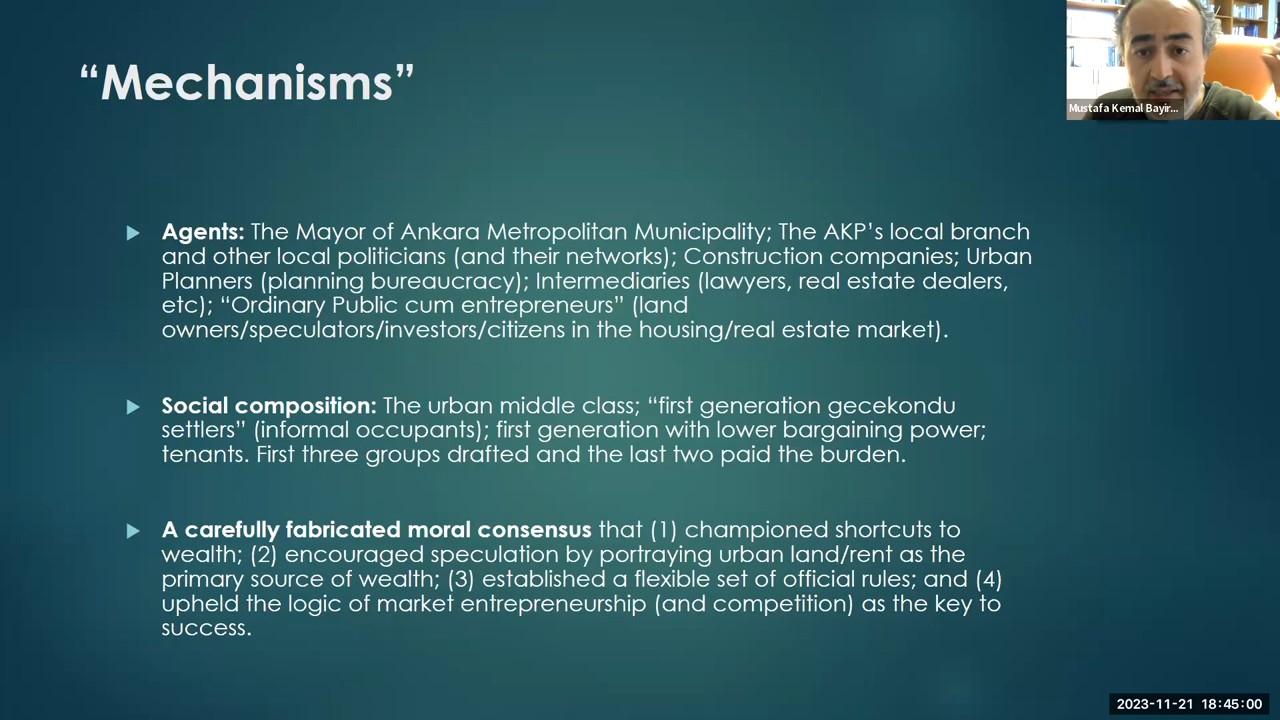 “Mechanisms”
Mustafa Kemal Bayir...
Agents: The Mayor of Ankara Metropolitan Municipality; The AKP’s local branch
and other local politicians (and their networks); Construction companies; Urban
Planners (planning bureaucracy); Intermediaries (lawyers, real estate dealers,
etc); “Ordinary Public cum entrepreneurs” (land
owners/speculators/investors/citizens in the housing/real estate market).
Social composition: The urban middle class; “first generation gecekondu
settlers” (informal occupants); first generation with lower bargaining power;
tenants. First three groups drafted and the last two paid the burden.
A carefully fabricated moral consensus that (1) championed shortcuts to
wealth; (2) encouraged speculation by portraying urban land/rent as the
primary source of wealth; (3) established a flexible set of official rules; and (4)
upheld the logic of market entrepreneurship (and competition) as the key to
success.
2023-11-21 18:45:00